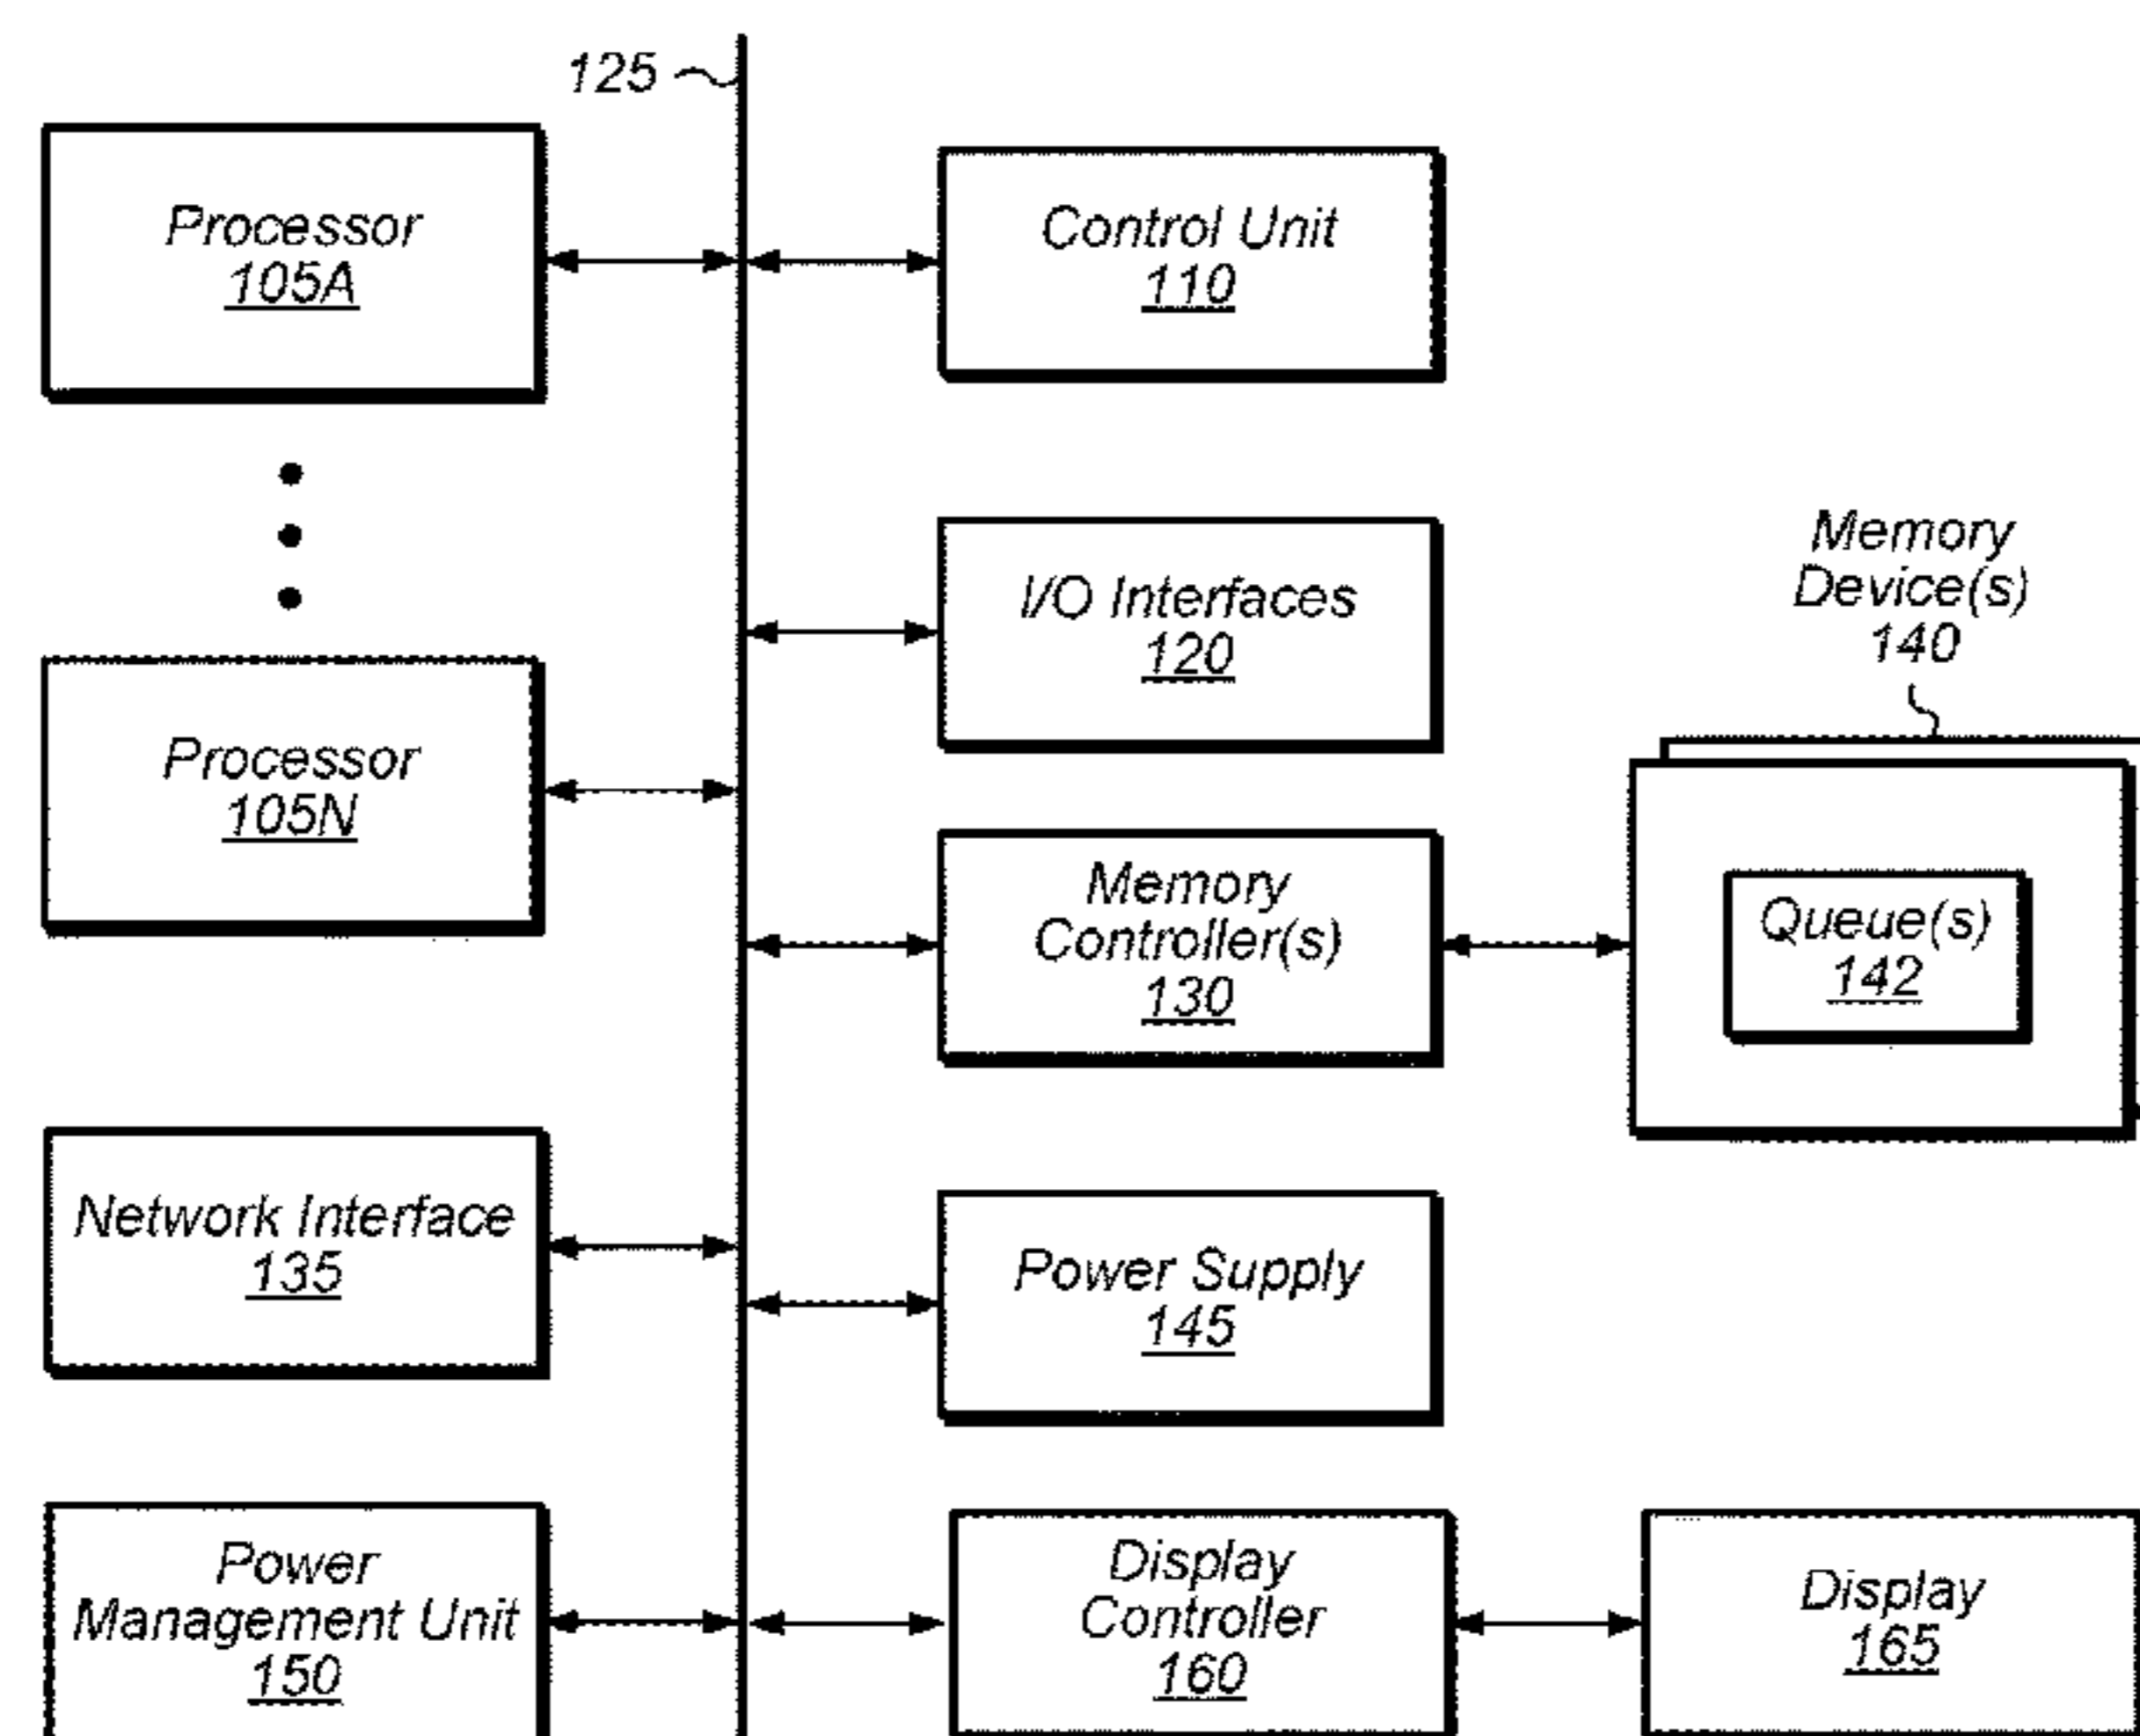 125
Processor
105A
Control Unit
110
I/O Interfaces
120
Memory
Device(s)
140
Processor
105N
Memory
Controller(s)
130
Queue(s)
142
Network Interface
135
Power Supply
145
Power
Management Unit
150
Display
Controller
160
Display
165